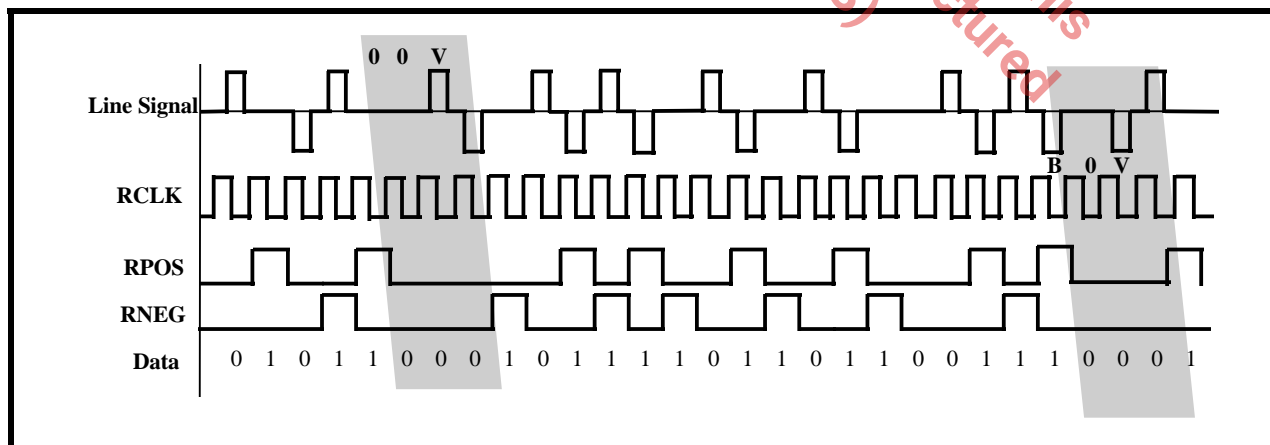 his
ctured
s)
0 0 V
Line Signal
B 0 V
RCLK
RPOS
RNEG
Data 0 1 0 1 1 0 0 0 1 0 1 1 1 1 0 1 1 0 1 1 0 0 1 1 1 0 0 0 1